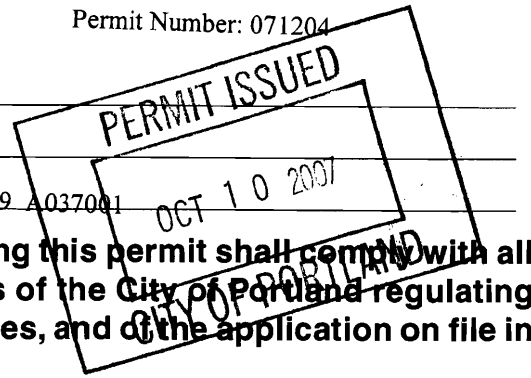 Permit Number: 071204
PERMIT ISSUED
OCT 10 2007
CITY OF PORTLAND
9 A037001
ng this permit shall comply with all
s of the City of Portland regulating
es, and of the application on file in